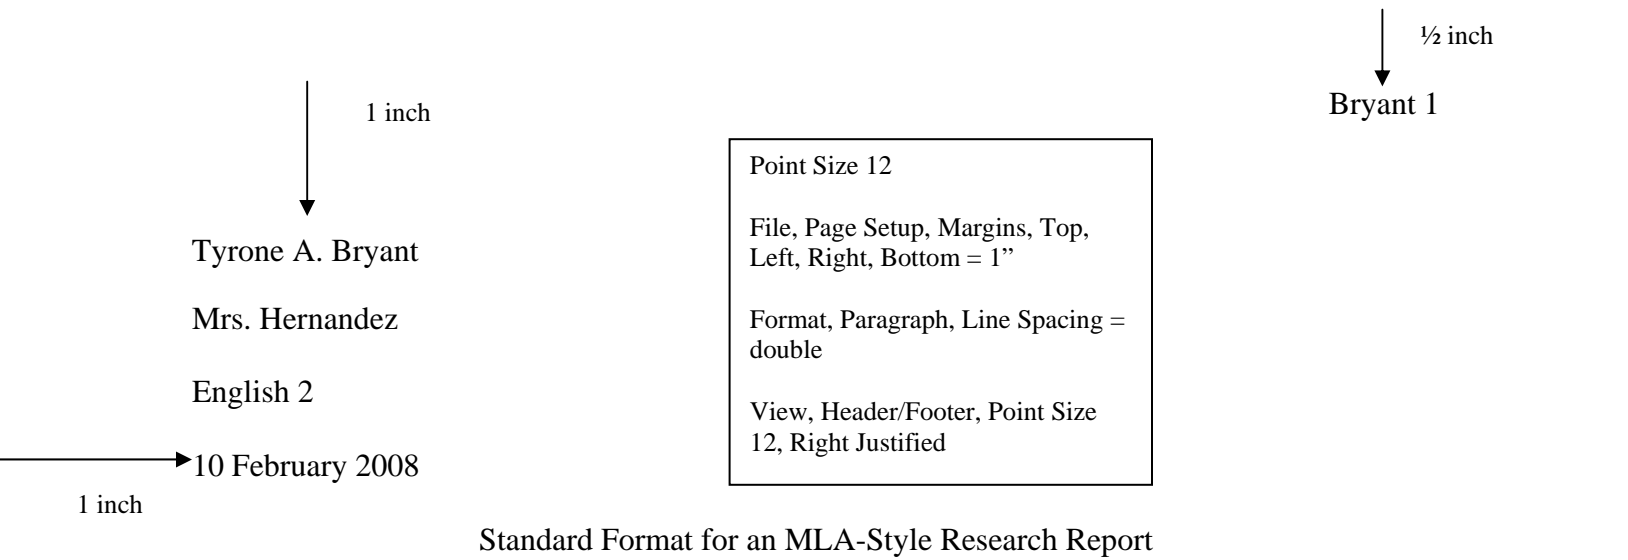 ½ inch
Bryant 1
1 inch
Point Size 12
File, Page Setup, Margins, Top,
Left, Right, Bottom = 1”
Format, Paragraph, Line Spacing =
double
View, Header/Footer, Point Size
12, Right Justified
Tyrone A. Bryant
Mrs. Hernandez
English 2
10 February 2008
1 inch
Standard Format for an MLA-Style Research Report